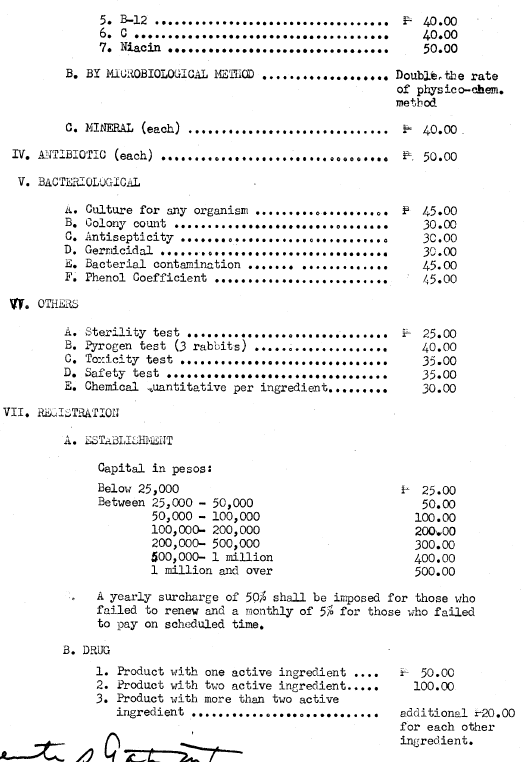 5. B-12 .................................. ₱ 40.00
6. C ..................................... 40.00
7. Niacin ................................ 50.00
B. BY MICROBIOLOGICAL METHOD ................... Double the rate
of physico-chem.
method
C. MINERAL (each) .............................. ₱ 40.00
IV. ANTIBIOTIC (each) .................................. ₱ 50.00
V. BACTERIOLOGICAL
A. Culture for any organism .................... ₱ 45.00
B. Colony count ................................ 30.00
C. Antisepticity ............................... 30.00
D. Germicidal .................................. 30.00
E. Bacterial contamination ....... ............. 45.00
F. Phenol Coefficient .......................... 45.00
VI. OTHERS
A. Sterility test .............................. ₱ 25.00
B. Pyrogen test (3 rabbits) .................... 40.00
C. Toxicity test ............................... 35.00
D. Safety test ................................. 35.00
E. Chemical quantitative per ingredient......... 30.00
VII. REGISTRATION
A. ESTABLISHMENT
Capital in pesos:
Below 25,000 ₱ 25.00
Between 25,000 - 50,000 50.00
50,000 - 100,000 100.00
100,000- 200,000 200.00
200,000- 500,000 300.00
500,000- 1 million 400.00
1 million and over 500.00
A yearly surcharge of 50% shall be imposed for those who
failed to renew and a monthly of 5% for those who failed
to pay on scheduled time.
B. DRUG
1. Product with one active ingredient .... ₱ 50.00
2. Product with two active ingredient..... 100.00
3. Product with more than two active
ingredient ............................ additional ₱20.00
for each other
ingredient.